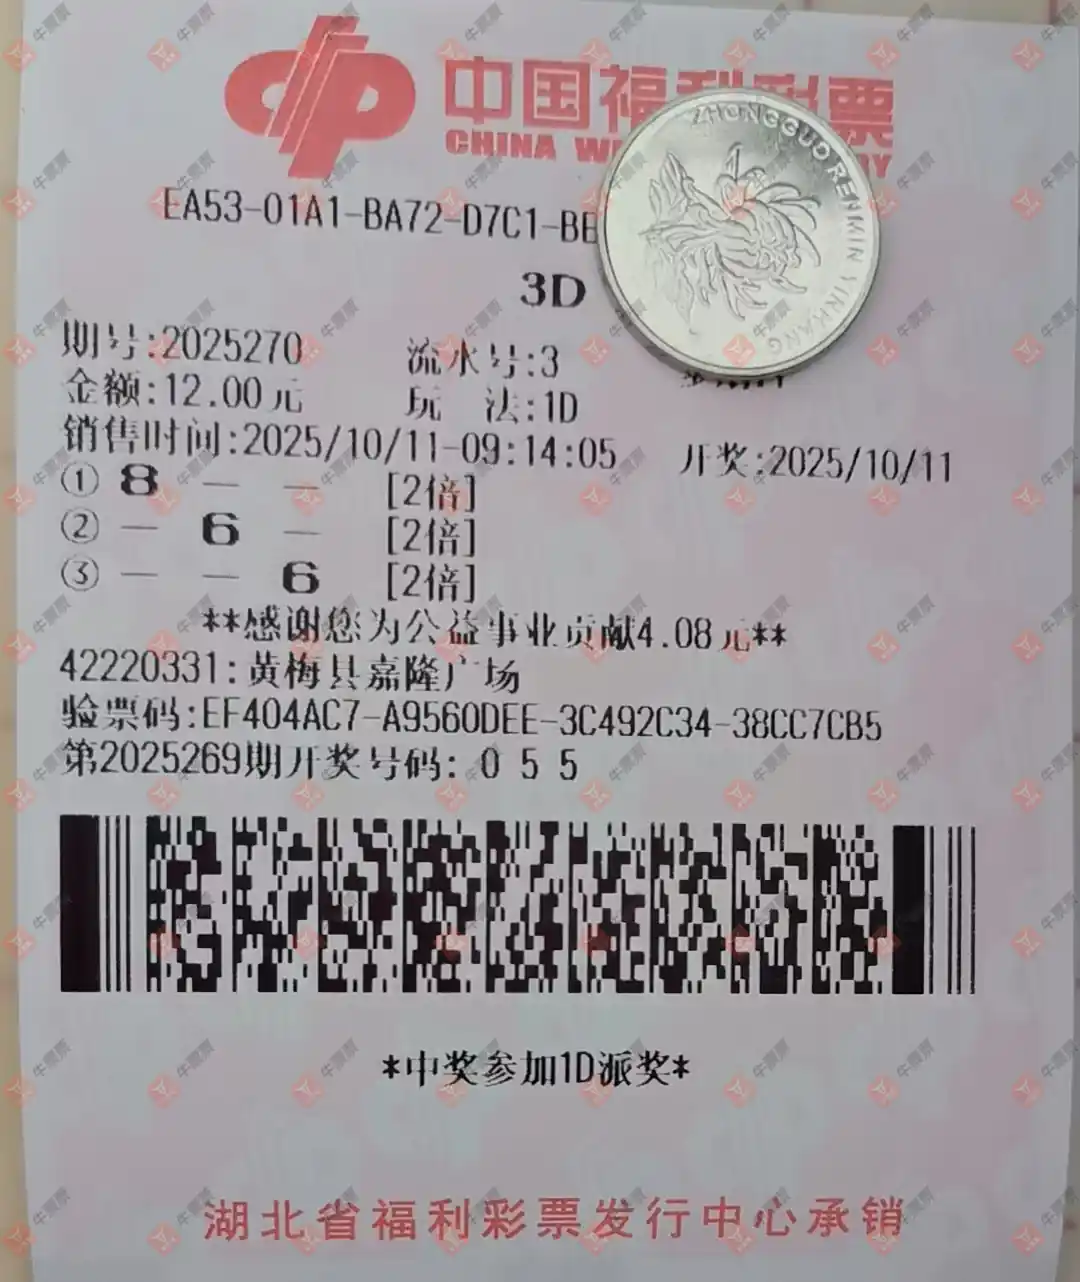 中国福利彩票
CHINA W
EA53-01A1-BA72-D7C1-BE
ZHONGGUO RENMIN YINHANG
3D
期号:2025270 流水号:3
金额:12.00元 玩 法:1D
销售时间:2025/10/11-09:14:05 开奖:2025/10/11
① 8 — — [2倍]
② — 6 — [2倍]
③ — — 6 [2倍]
**感谢您为公益事业贡献4.08元**
42220331:黄梅县嘉隆广场
验票码:EF404AC7-A9560DEE-3C492C34-38CC7CB5
第2025269期开奖号码: 0 5 5
*中奖参加1D派奖*
湖北省福利彩票发行中心承销
牛票票